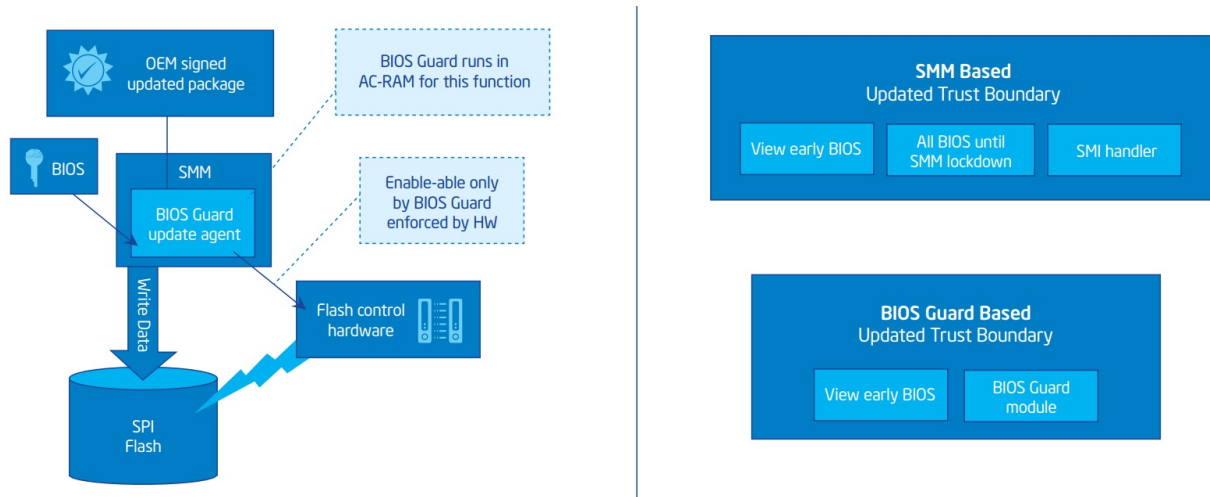 OEM signed
updated package
BIOS Guard runs in
AC-RAM for this function
BIOS
SMM
BIOS Guard
update agent
Enable-able only
by BIOS Guard
enforced by HW
Write Data
Flash control
hardware
SPI
Flash
SMM Based
Updated Trust Boundary
View early BIOS
All BIOS until
SMM lockdown
SMI handler
BIOS Guard Based
Updated Trust Boundary
View early BIOS
BIOS Guard
module